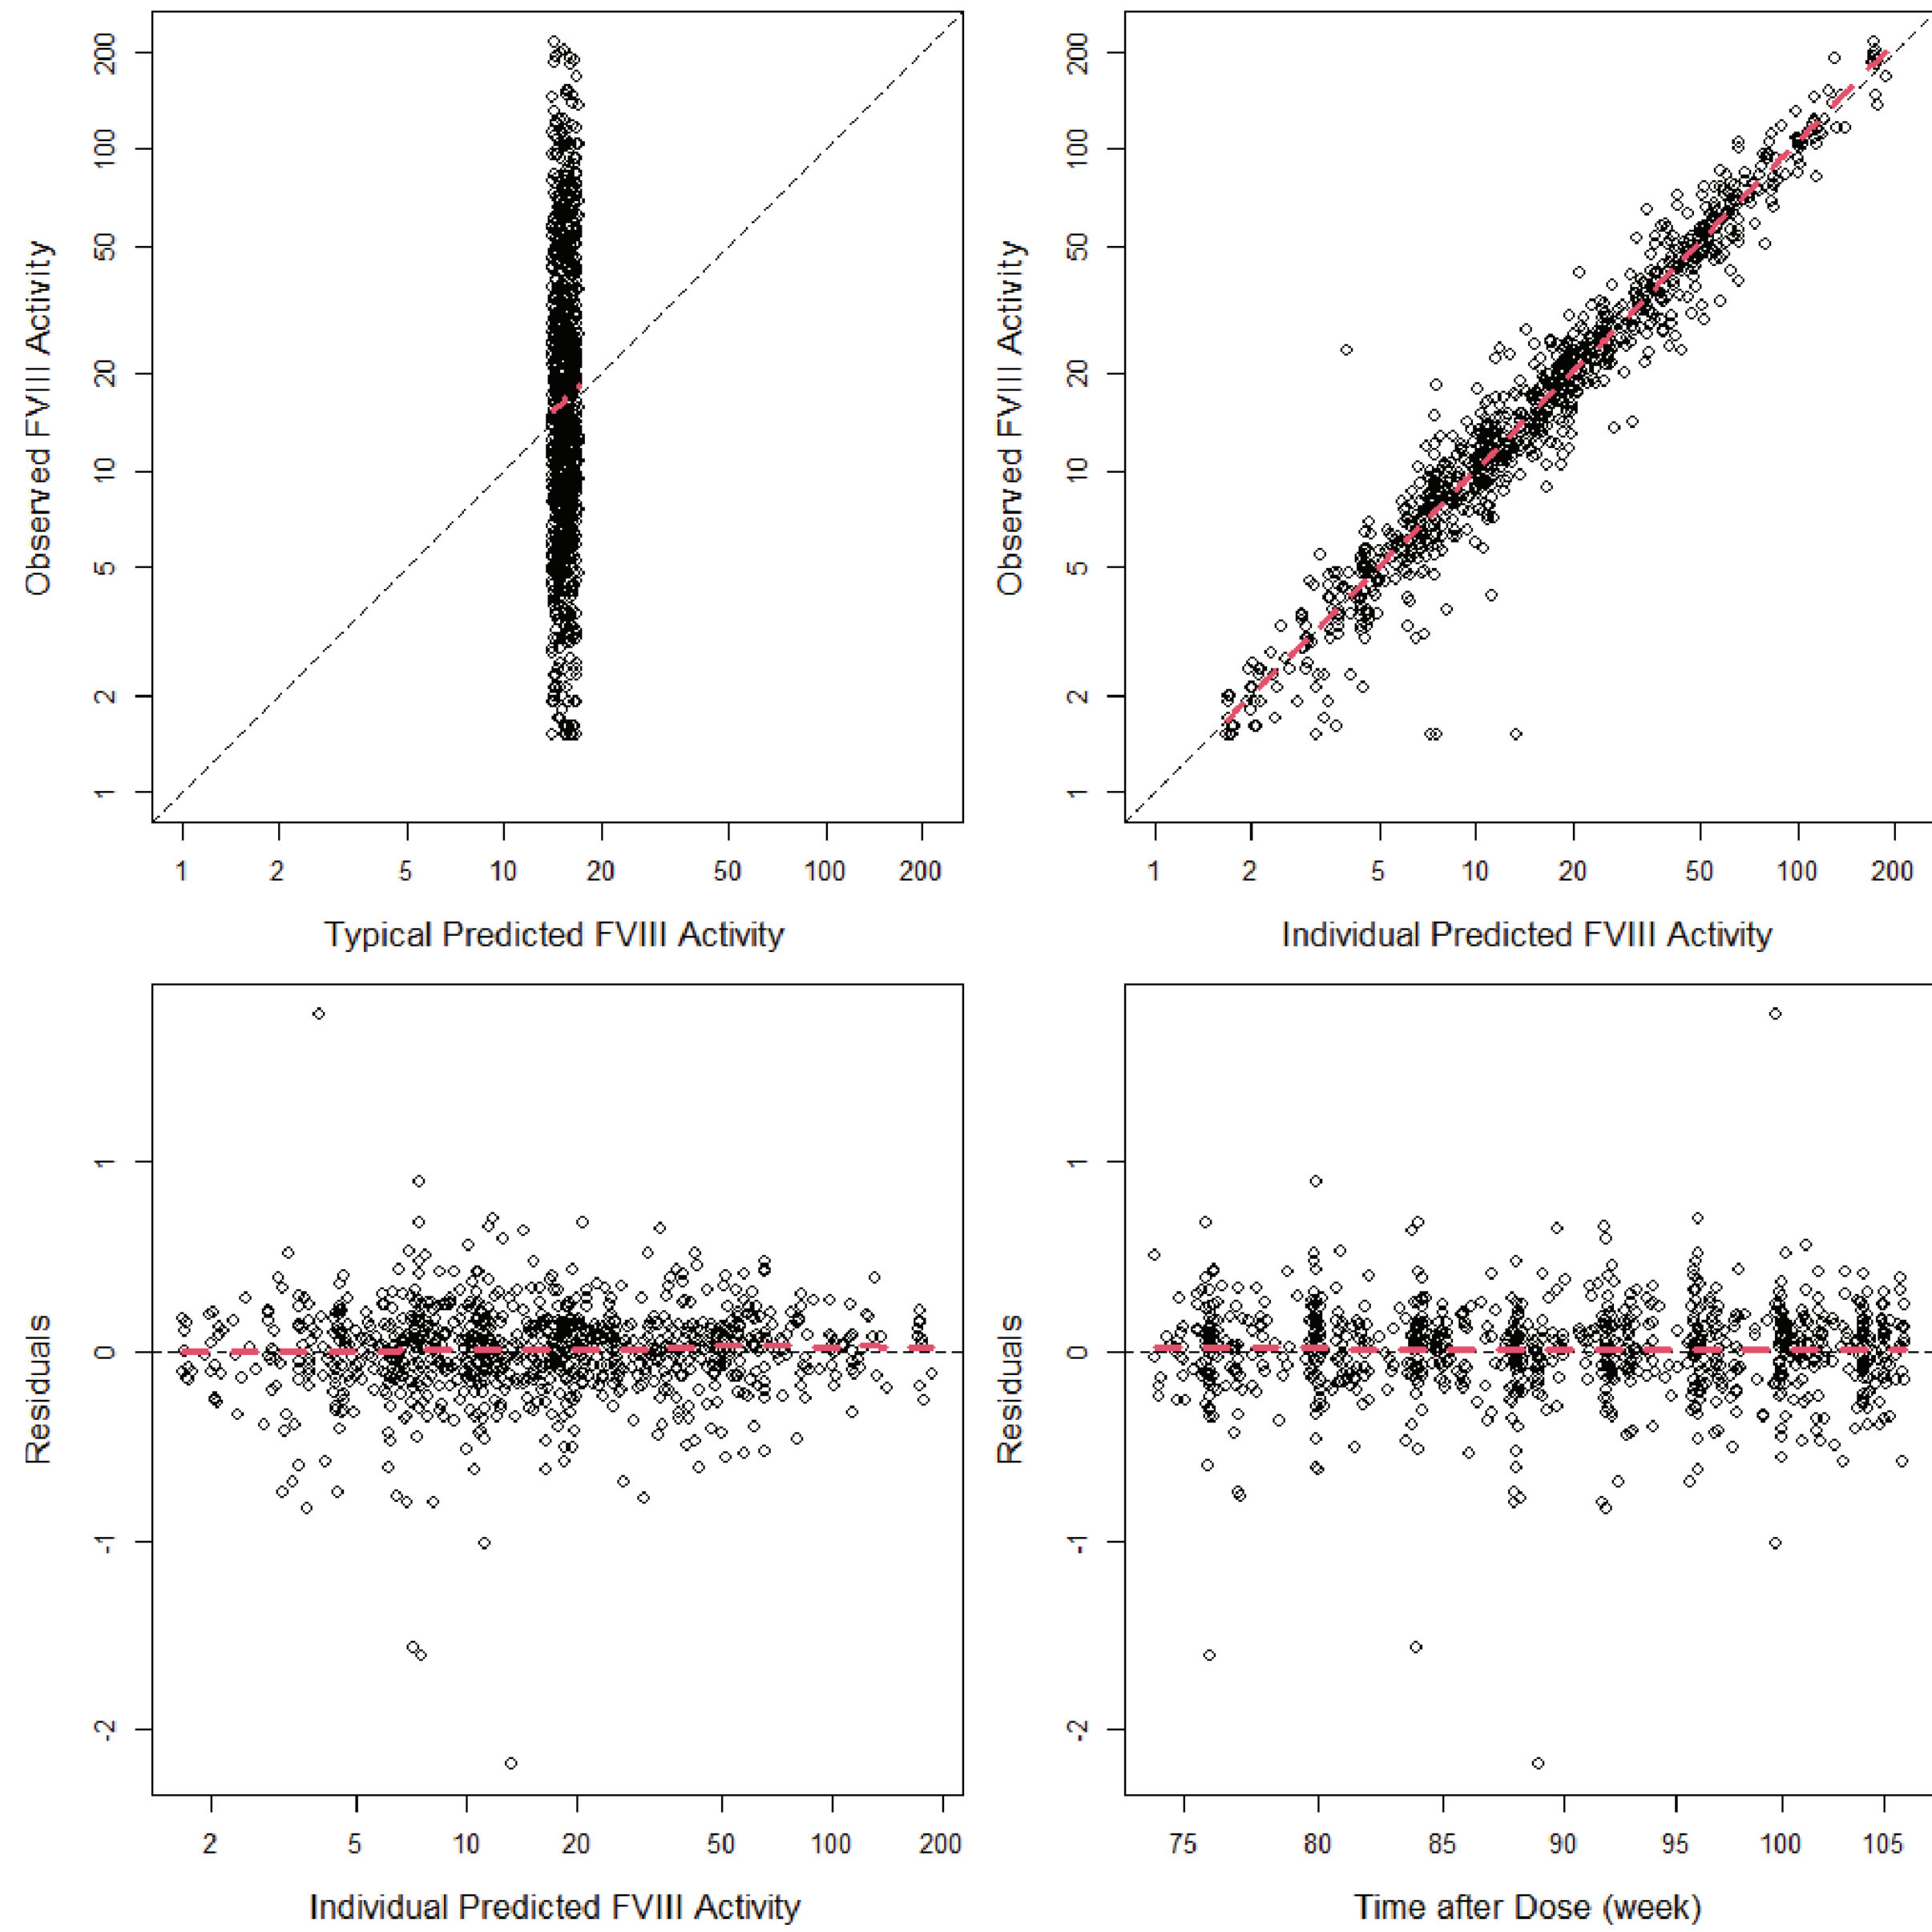 Observed FVIII Activity
200
100
50
20
10
5
2
1
1 2 5 10 20 50 100 200
Typical Predicted FVIII Activity
Observed FVIII Activity
200
100
50
20
10
5
2
1
1 2 5 10 20 50 100 200
Individual Predicted FVIII Activity
Residuals
1
0
-1
-2
2 5 10 20 50 100 200
Individual Predicted FVIII Activity
Residuals
1
0
-1
-2
75 80 85 90 95 100 105
Time after Dose (week)